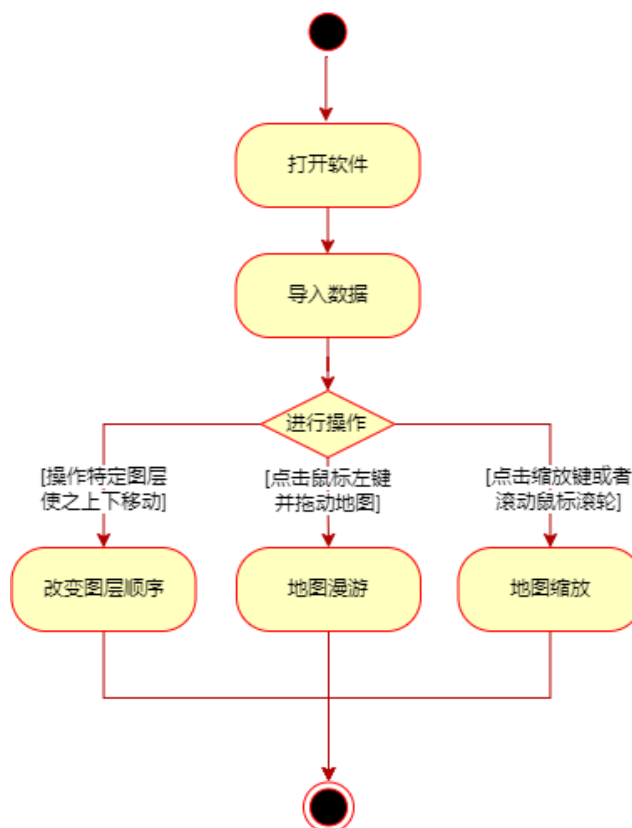 打开软件
导入数据
进行操作
[操作特定图层
使之上下移动]
[点击鼠标左键
并拖动地图]
[点击缩放键或者
滚动鼠标滚轮]
改变图层顺序
地图漫游
地图缩放